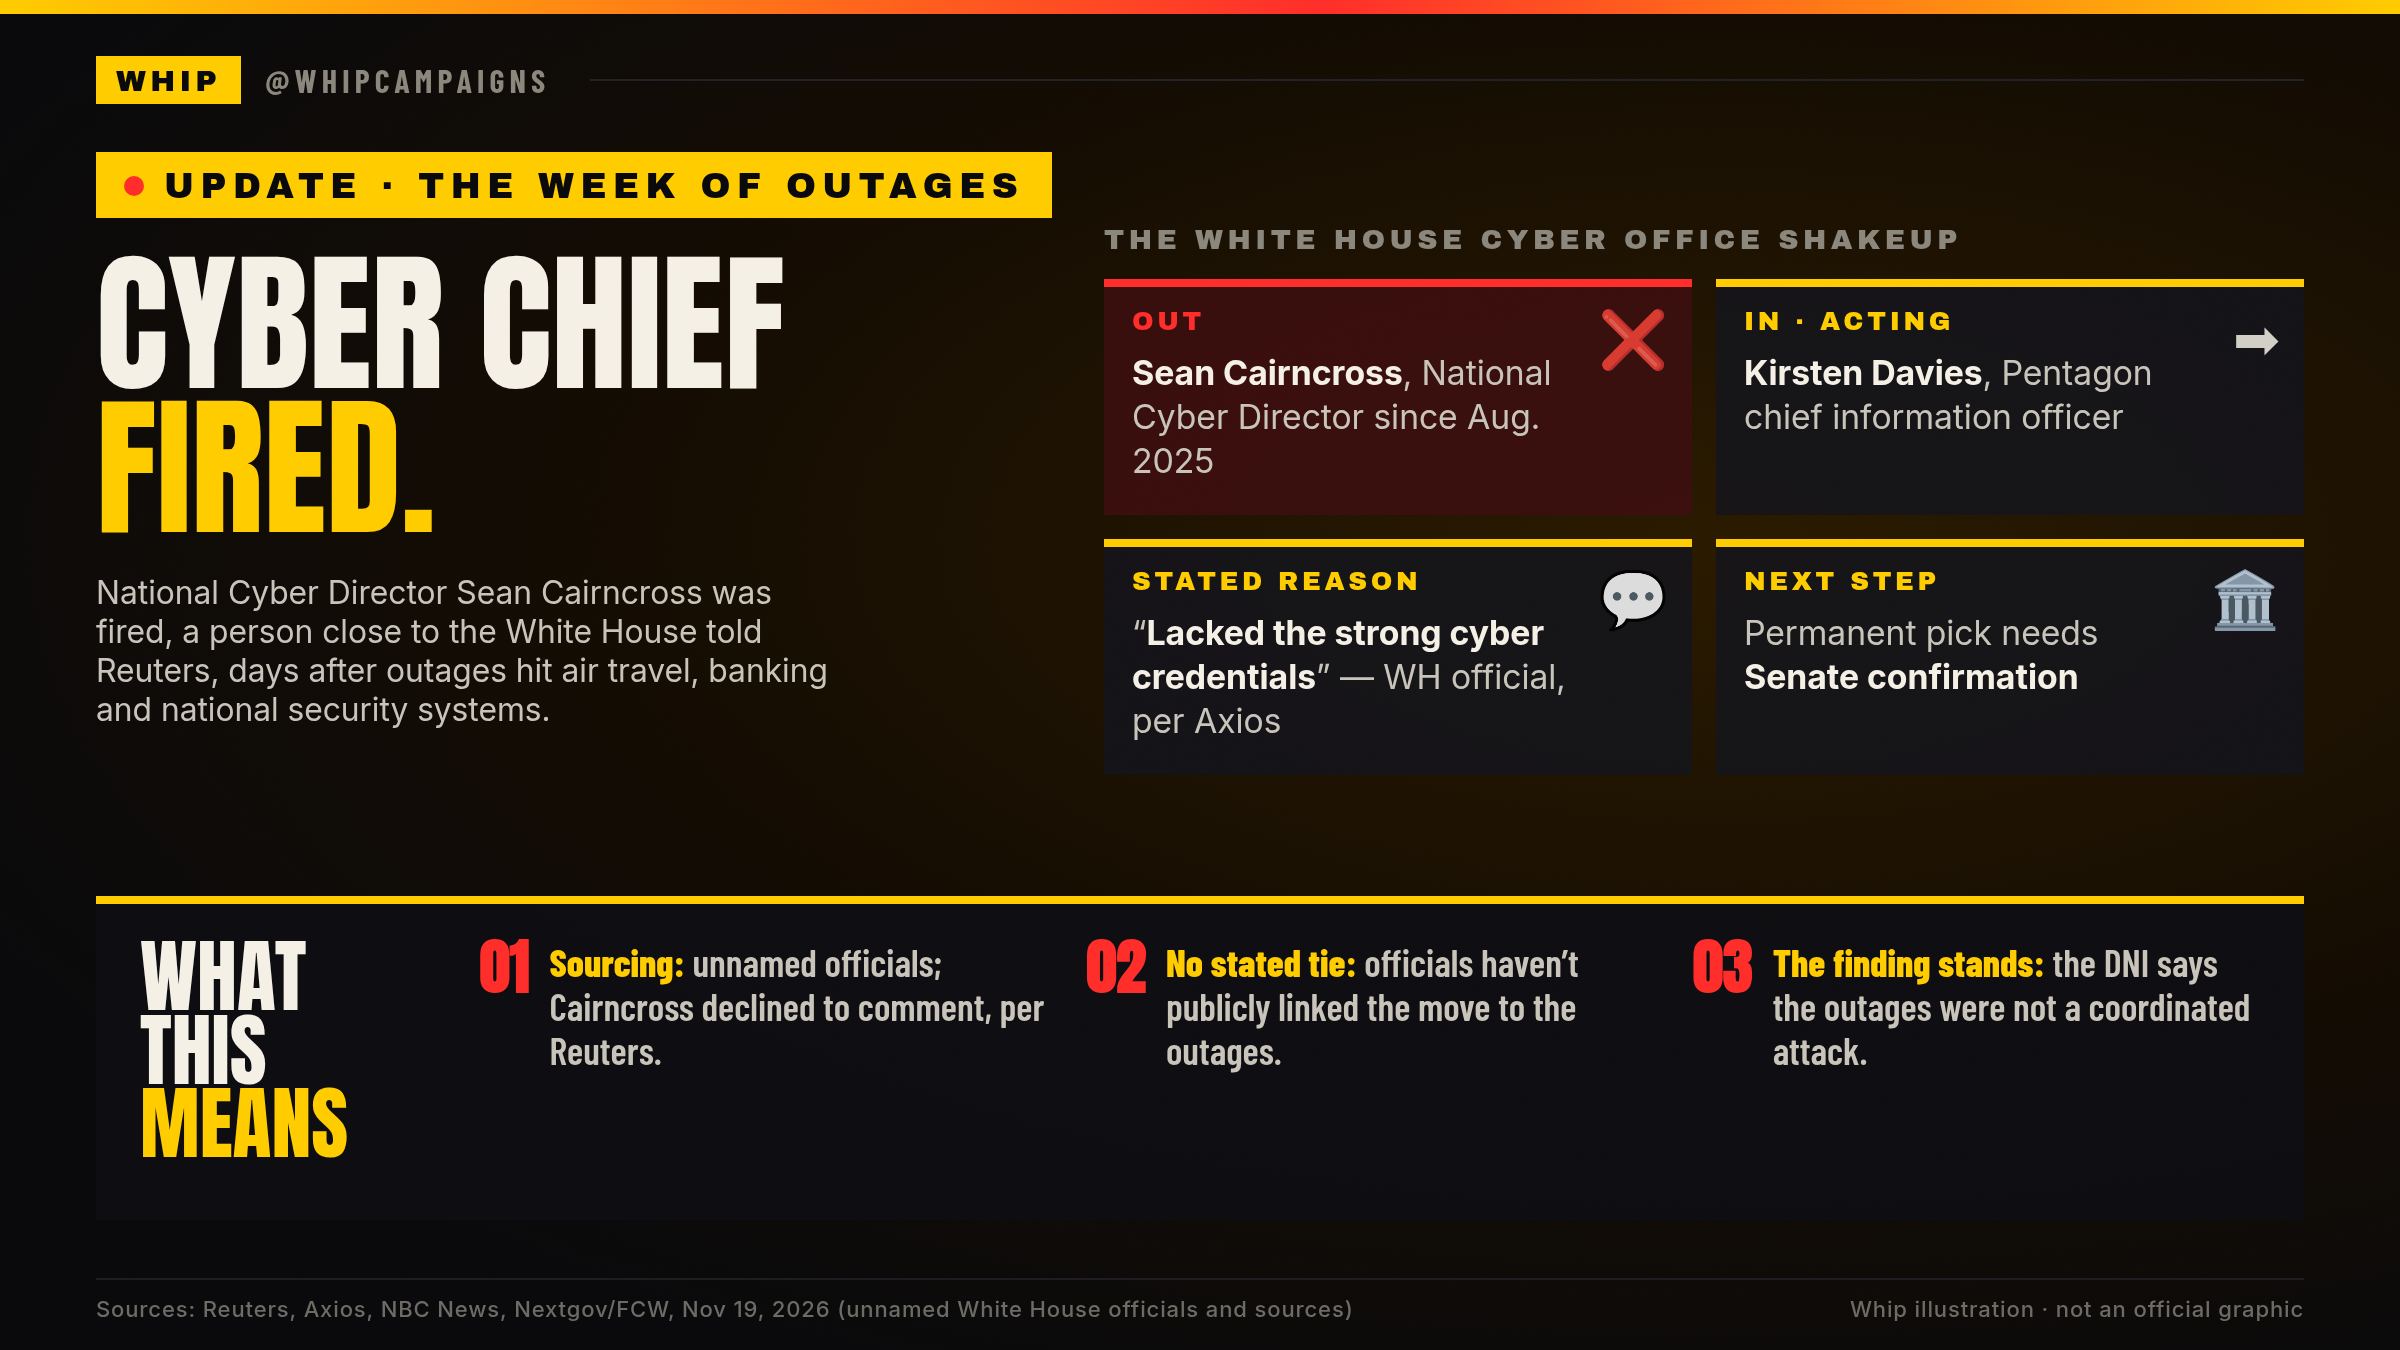 WHIP @WHIPCAMPAIGNS
UPDATE · THE WEEK OF OUTAGES
CYBER CHIEF
FIRED.
National Cyber Director Sean Cairncross was
fired, a person close to the White House told
Reuters, days after outages hit air travel, banking
and national security systems.
THE WHITE HOUSE CYBER OFFICE SHAKEUP
OUT
Sean Cairncross, National
Cyber Director since Aug.
2025
IN · ACTING
Kirsten Davies, Pentagon
chief information officer
STATED REASON
“Lacked the strong cyber
credentials” — WH official,
per Axios
NEXT STEP
Permanent pick needs
Senate confirmation
WHAT
THIS
MEANS
01 Sourcing: unnamed officials;
Cairncross declined to comment, per
Reuters.
02 No stated tie: officials haven’t
publicly linked the move to the
outages.
03 The finding stands: the DNI says
the outages were not a coordinated
attack.
Sources: Reuters, Axios, NBC News, Nextgov/FCW, Nov 19, 2026 (unnamed White House officials and sources)
Whip illustration · not an official graphic